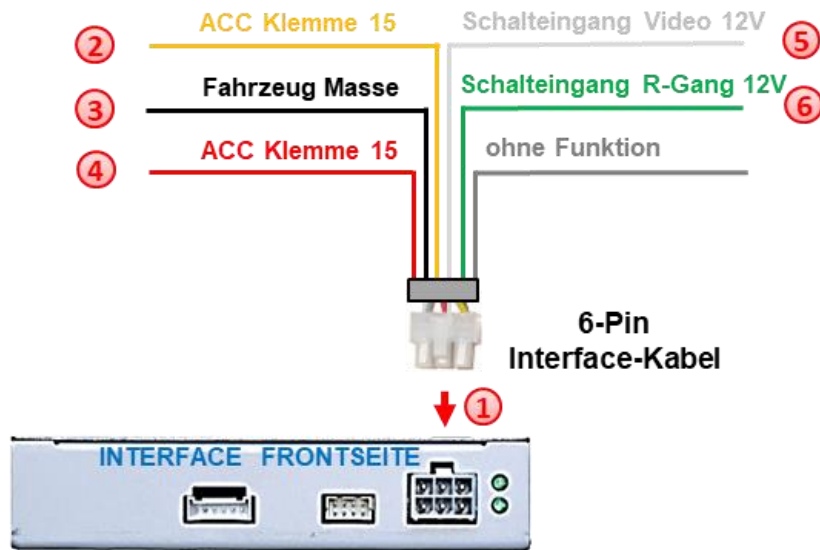 2 ACC Klemme 15 Schalteingang Video 12V 5
3 Fahrzeug Masse Schalteingang R-Gang 12V 6
4 ACC Klemme 15 ohne Funktion
6-Pin
Interface-Kabel
1
INTERFACE FRONTSEITE